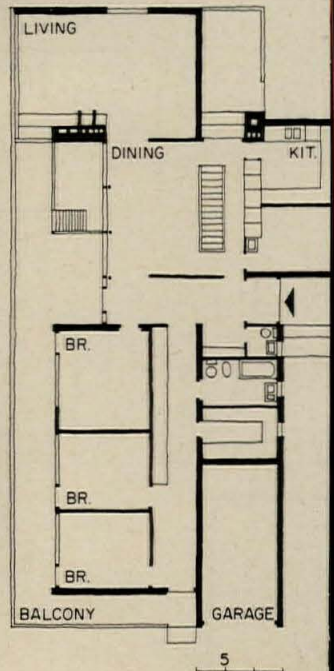 LIVING
DINING
KIT.
BR.
BR.
BR.
BALCONY
GARAGE
5